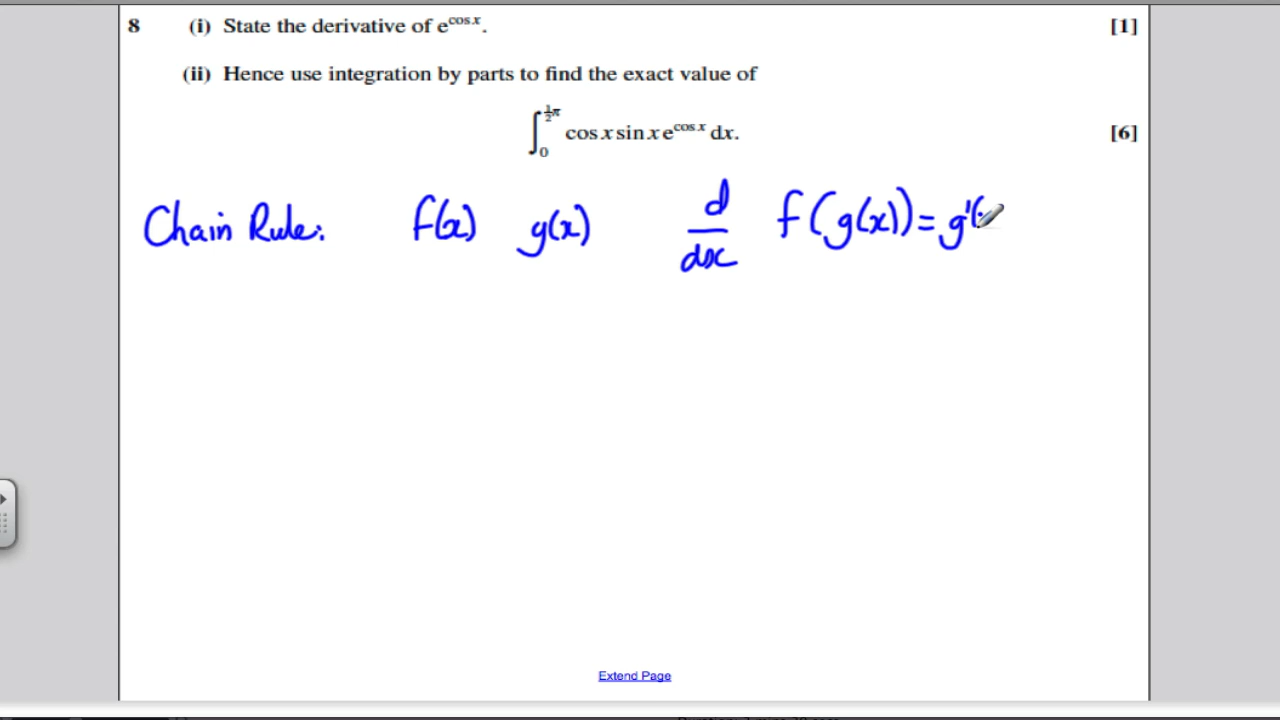 8 (i) State the derivative of e^{cos x}. [1]
(ii) Hence use integration by parts to find the exact value of
∫_0^{½π} cos x sin x e^{cos x} dx. [6]
Chain Rule: f(x) g(x) d/dx f(g(x)) = g'(
Extend Page